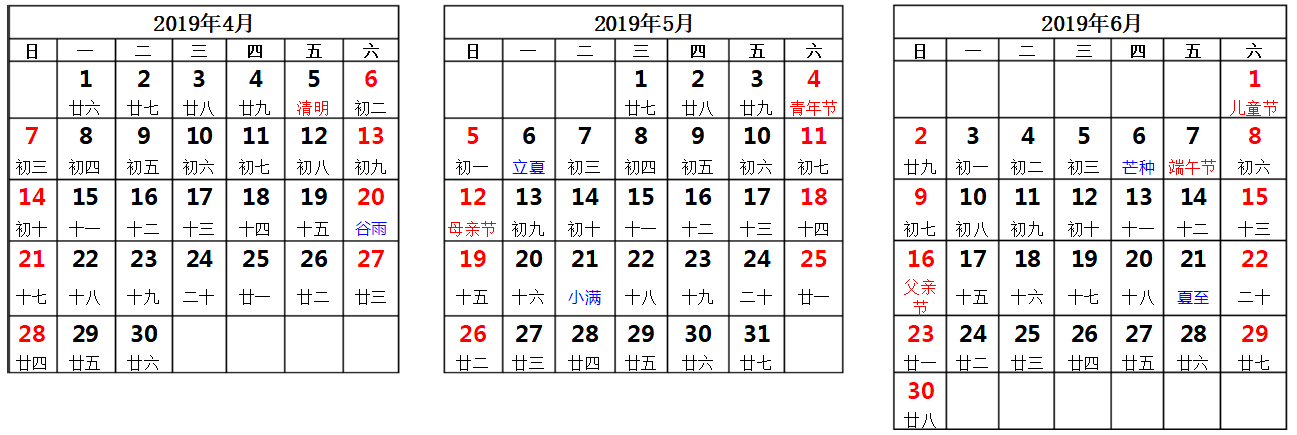 2019年4月
日 一 二 三 四 五 六
1 2 3 4 5 6
廿六 廿七 廿八 廿九 清明 初二
7 8 9 10 11 12 13
初三 初四 初五 初六 初七 初八 初九
14 15 16 17 18 19 20
初十 十一 十二 十三 十四 十五 谷雨
21 22 23 24 25 26 27
十七 十八 十九 二十 廿一 廿二 廿三
28 29 30
廿四 廿五 廿六
2019年5月
日 一 二 三 四 五 六
1 2 3 4
廿七 廿八 廿九 青年节
5 6 7 8 9 10 11
初一 立夏 初三 初四 初五 初六 初七
12 13 14 15 16 17 18
母亲节 初九 初十 十一 十二 十三 十四
19 20 21 22 23 24 25
十五 十六 小满 十八 十九 二十 廿一
26 27 28 29 30 31
廿二 廿三 廿四 廿五 廿六 廿七
2019年6月
日 一 二 三 四 五 六
1
儿童节
2 3 4 5 6 7 8
廿九 初一 初二 初三 芒种 端午节 初六
9 10 11 12 13 14 15
初七 初八 初九 初十 十一 十二 十三
16 17 18 19 20 21 22
父亲节 十五 十六 十七 十八 夏至 二十
23 24 25 26 27 28 29
廿一 廿二 廿三 廿四 廿五 廿六 廿七
30
廿八